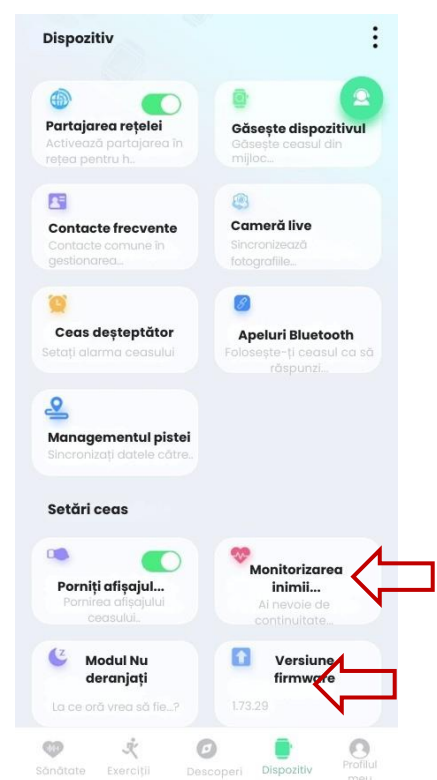 Dispozitiv
Partajarea rețelei
Activează partajarea în
rețea pentru h..
Găsește dispozitivul
Găsește ceasul din
mijloc..
Contacte frecvente
Contacte comune în
gestionarea...
Cameră live
Sincronizează
fotografiile...
Ceas deșteptător
Setați alarma ceasului
Apeluri Bluetooth
Folosește-ți ceasul ca să
răspunzi...
Managementul pistei
Sincronizați datele către..
Setări ceas
Porniți afișajul...
Pornirea afișajului
ceasului..
Monitorizarea
inimii...
Ai nevoie de
continuitate...
Modul Nu
deranjați
La ce oră vrea să fie...?
Versiune
firmware
1.73.29
Sănătate
Exerciții
Descoperi
Dispozitiv
Profilul
meu